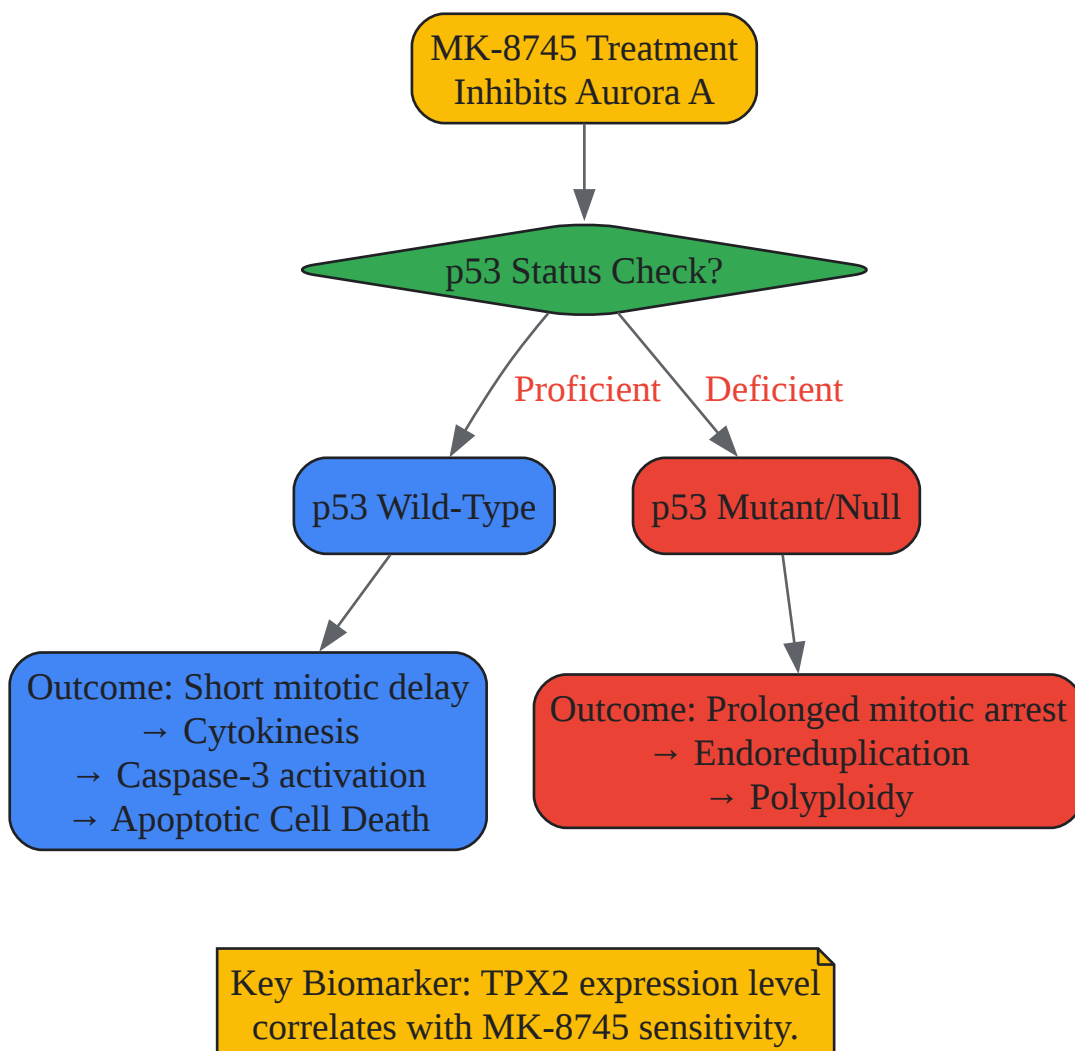 MK-8745 Treatment
Inhibits Aurora A
p53 Status Check?
Proficient
Deficient
p53 Wild-Type
p53 Mutant/Null
Outcome: Short mitotic delay
→ Cytokinesis
→ Caspase-3 activation
→ Apoptotic Cell Death
Outcome: Prolonged mitotic arrest
→ Endoreduplication
→ Polyploidy
Key Biomarker: TPX2 expression level
correlates with MK-8745 sensitivity.